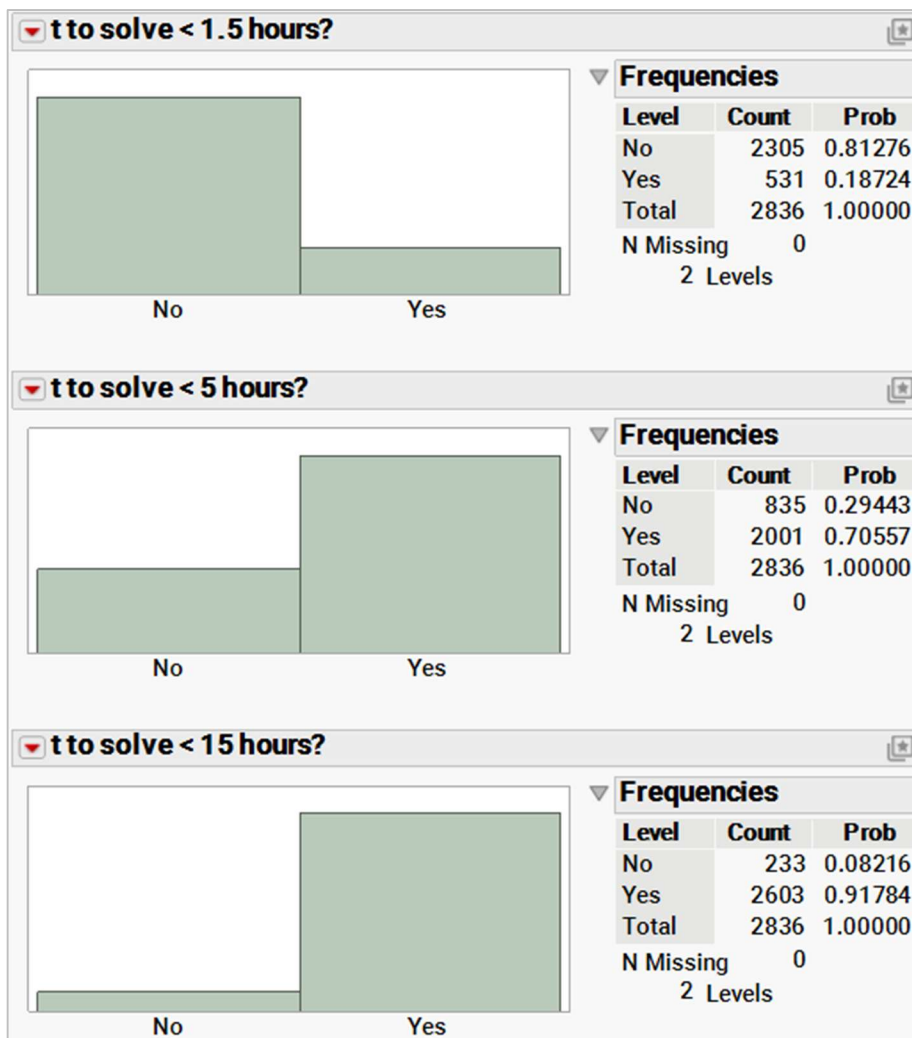 t to solve < 1.5 hours?
Frequencies
Level Count Prob
No 2305 0.81276
Yes 531 0.18724
Total 2836 1.00000
N Missing 0
2 Levels
No Yes
t to solve < 5 hours?
Frequencies
Level Count Prob
No 835 0.29443
Yes 2001 0.70557
Total 2836 1.00000
N Missing 0
2 Levels
No Yes
t to solve < 15 hours?
Frequencies
Level Count Prob
No 233 0.08216
Yes 2603 0.91784
Total 2836 1.00000
N Missing 0
2 Levels
No Yes